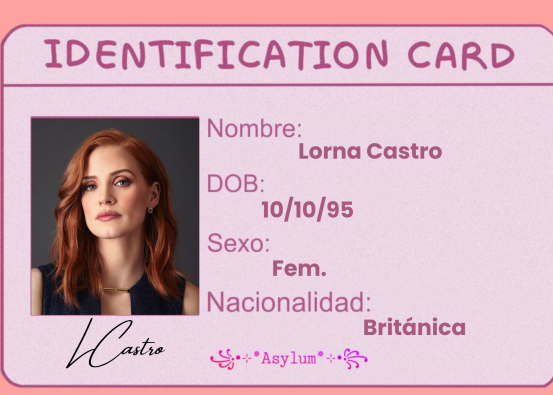 IDENTIFICATION CARD
Nombre:
Lorna Castro
DOB:
10/10/95
Sexo:
Fem.
Nacionalidad:
Británica
LCastro
*Asylum*